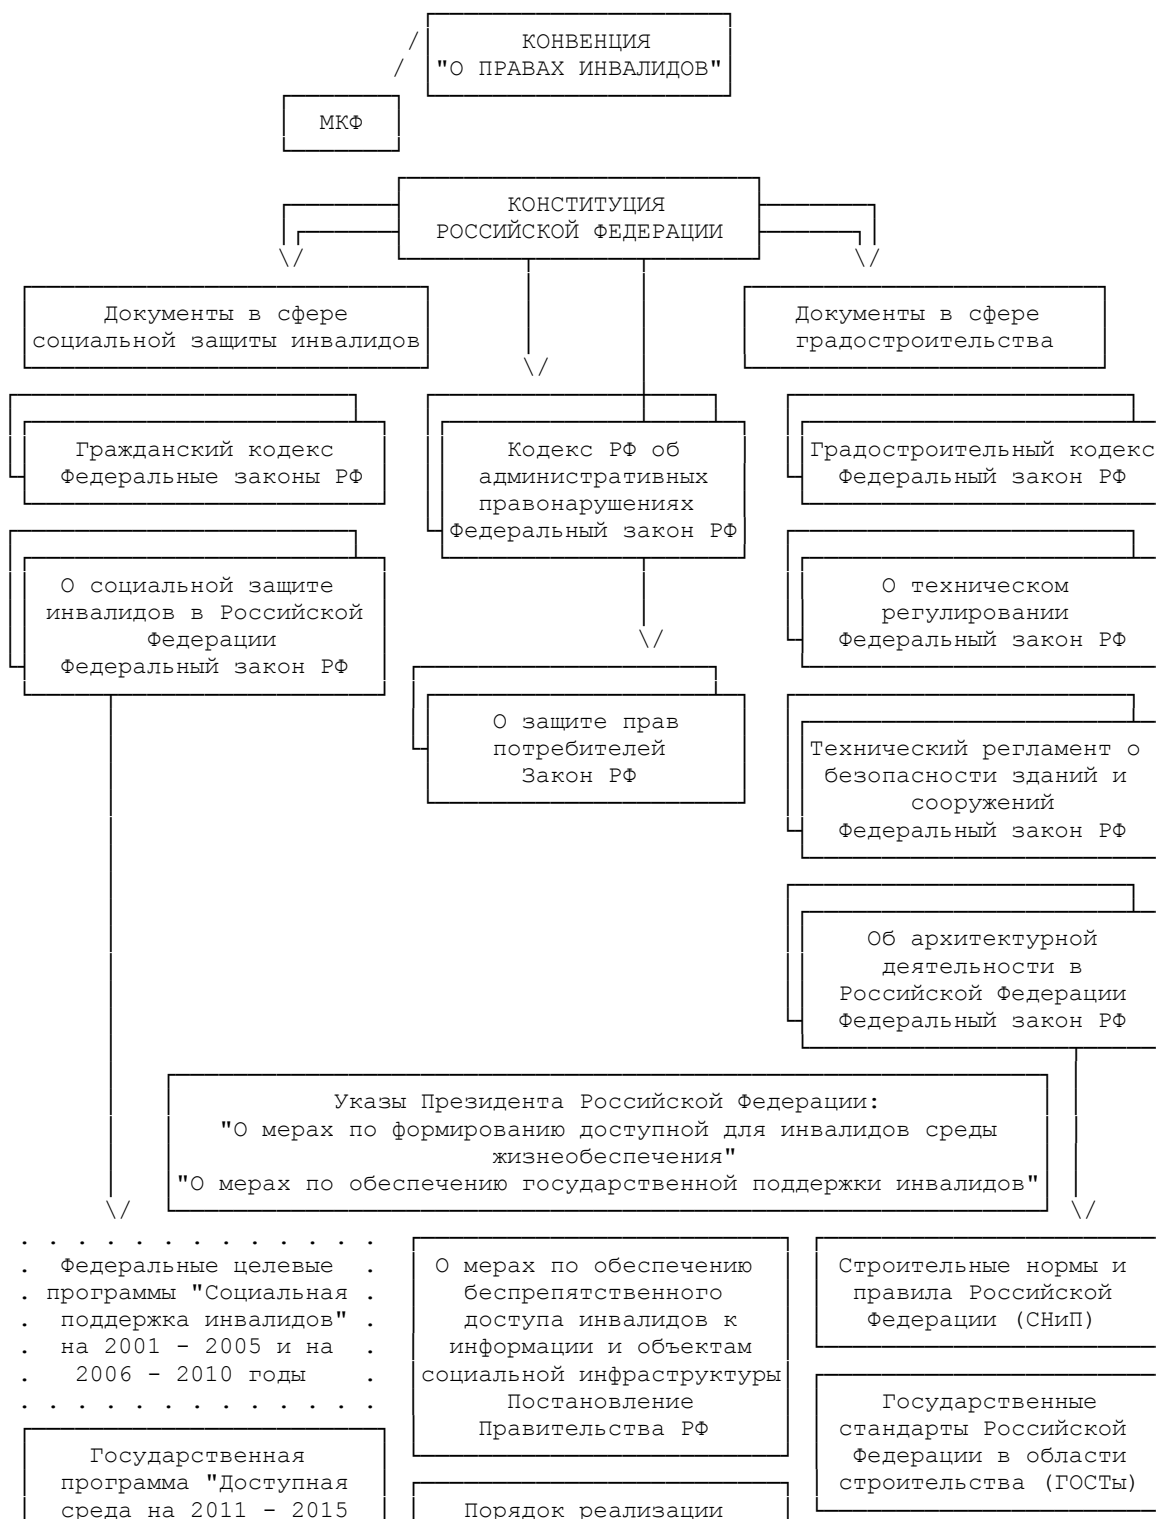 КОНВЕНЦИЯ
"О ПРАВАХ ИНВАЛИДОВ"
МКФ
КОНСТИТУЦИЯ
РОССИЙСКОЙ ФЕДЕРАЦИИ
Документы в сфере
социальной защиты инвалидов
Документы в сфере
градостроительства
Гражданский кодекс
Федеральные законы РФ
Кодекс РФ об
административных
правонарушениях
Федеральный закон РФ
Градостроительный кодекс
Федеральный закон РФ
О социальной защите
инвалидов в Российской
Федерации
Федеральный закон РФ
О техническом
регулировании
Федеральный закон РФ
О защите прав
потребителей
Закон РФ
Технический регламент о
безопасности зданий и
сооружений
Федеральный закон РФ
Об архитектурной
деятельности в
Российской Федерации
Федеральный закон РФ
Указы Президента Российской Федерации:
"О мерах по формированию доступной для инвалидов среды
жизнеобеспечения"
"О мерах по обеспечению государственной поддержки инвалидов"
Федеральные целевые
программы "Социальная
поддержка инвалидов"
на 2001 - 2005 и на
2006 - 2010 годы
О мерах по обеспечению
беспрепятственного
доступа инвалидов к
информации и объектам
социальной инфраструктуры
Постановление
Правительства РФ
Строительные нормы и
правила Российской
Федерации (СНиП)
Государственные
стандарты Российской
Федерации в области
строительства (ГОСТы)
Государственная
программа "Доступная
среда на 2011 - 2015
Порядок реализации